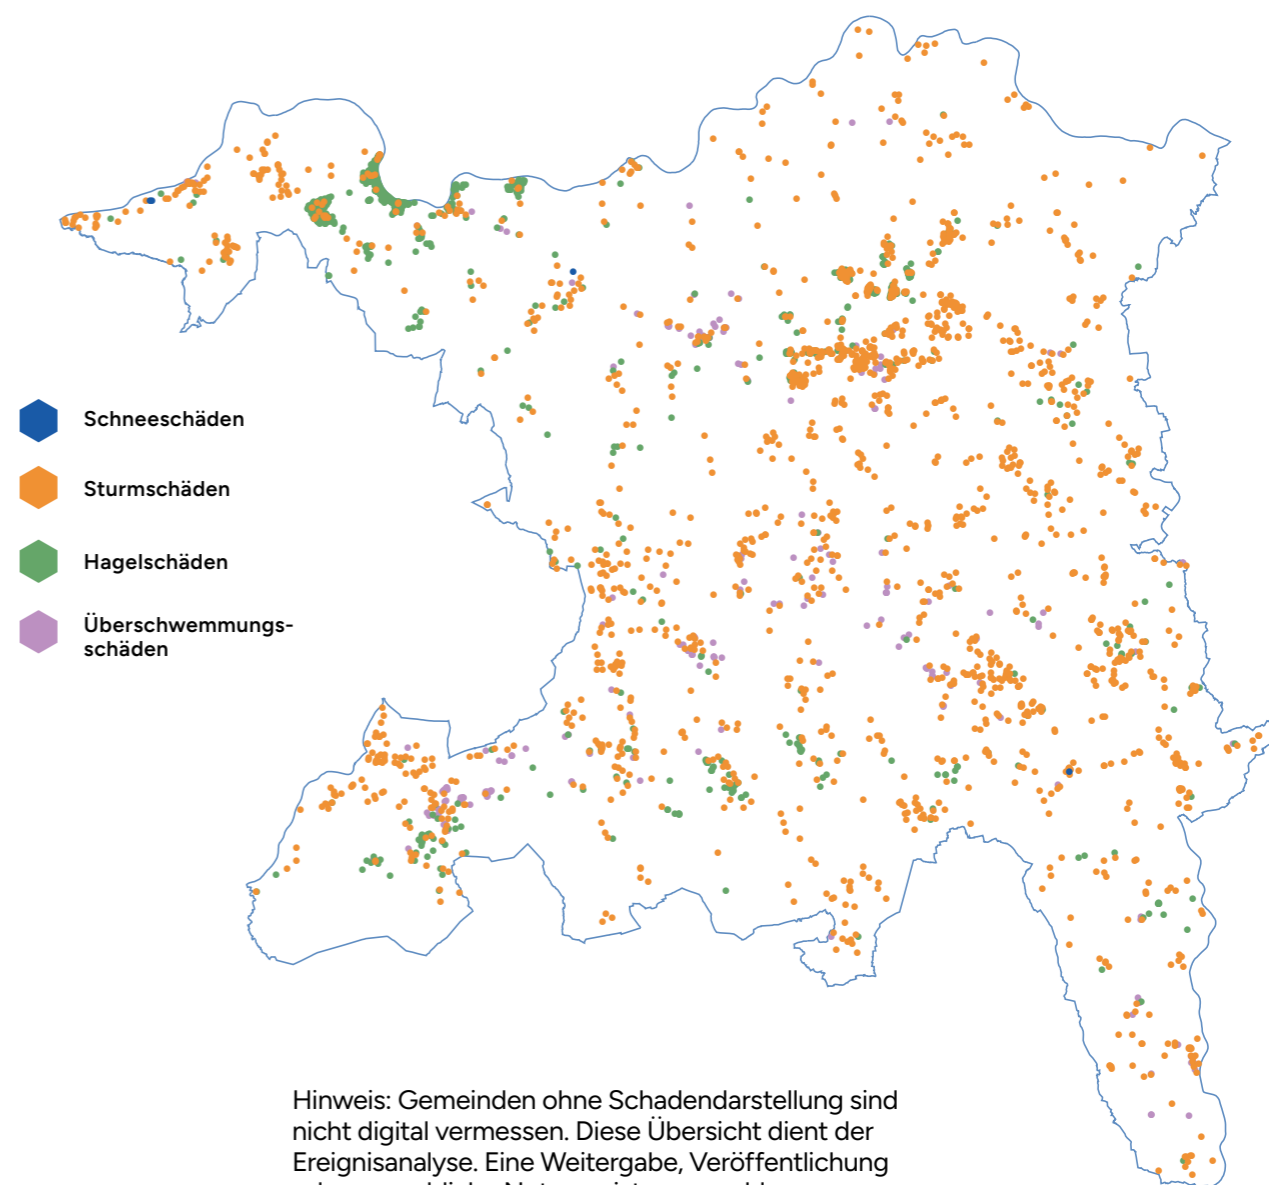 Schneeschäden
Sturmschäden
Hagelschäden
Überschwemmungs-
schäden
Hinweis: Gemeinden ohne Schadendarstellung sind
nicht digital vermessen. Diese Übersicht dient der
Ereignisanalyse. Eine Weitergabe, Veröffentlichung